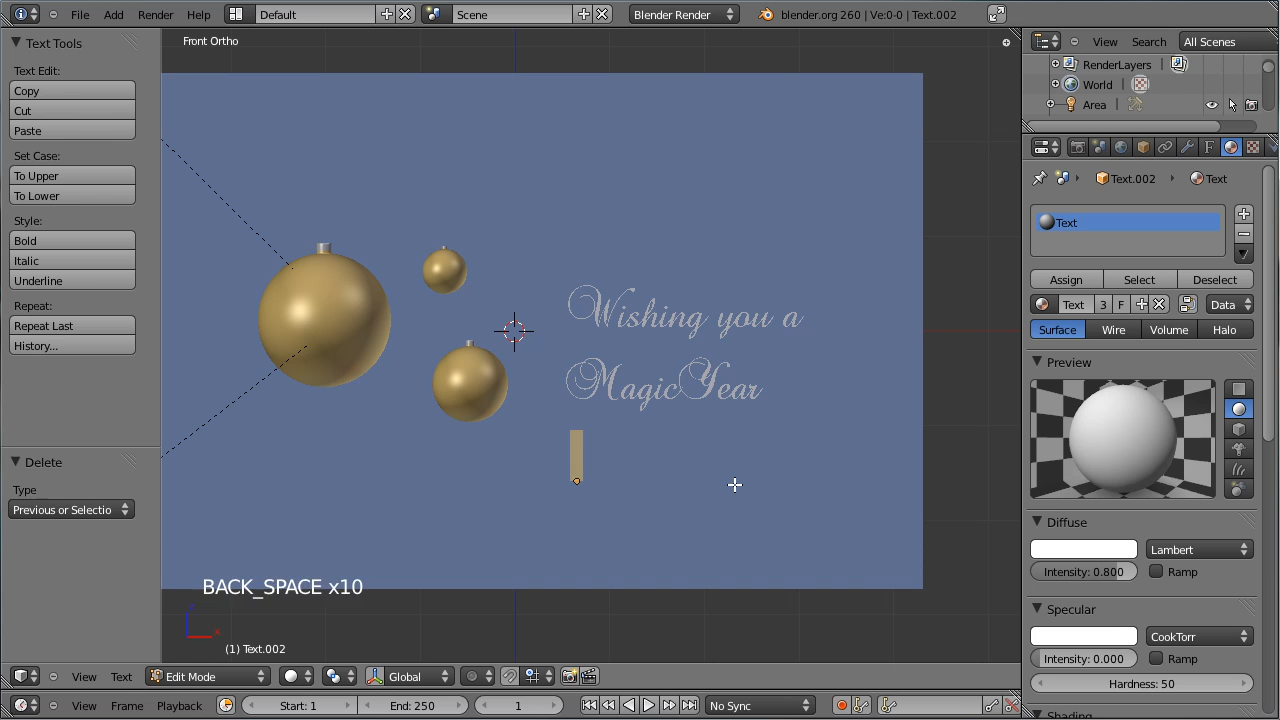 File Add Render Help Default Scene Blender Render blender.org 260 | Ve:0-0 | Text.002
Text Tools
Text Edit:
Copy
Cut
Paste
Set Case:
To Upper
To Lower
Style:
Bold
Italic
Underline
Repeat:
Repeat Last
History...
Delete
Type
Previous or Selectio
Front Ortho
Wishing you a
MagicYear
BACK_SPACE x10
x
(1) Text.002
View Text Edit Mode Global
View Frame Playback Start: End: 250 1 No Sync
View Search All Scenes
RenderLayers |
World |
Area |
Text.002 Text
Text
Assign Select Deselect
Text 3 F Data
Surface Wire Volume Halo
Preview
Diffuse
Lambert
Intensity: 0.800 Ramp
Specular
CookTorr
Intensity: 0.000 Ramp
Hardness: 50
Shading